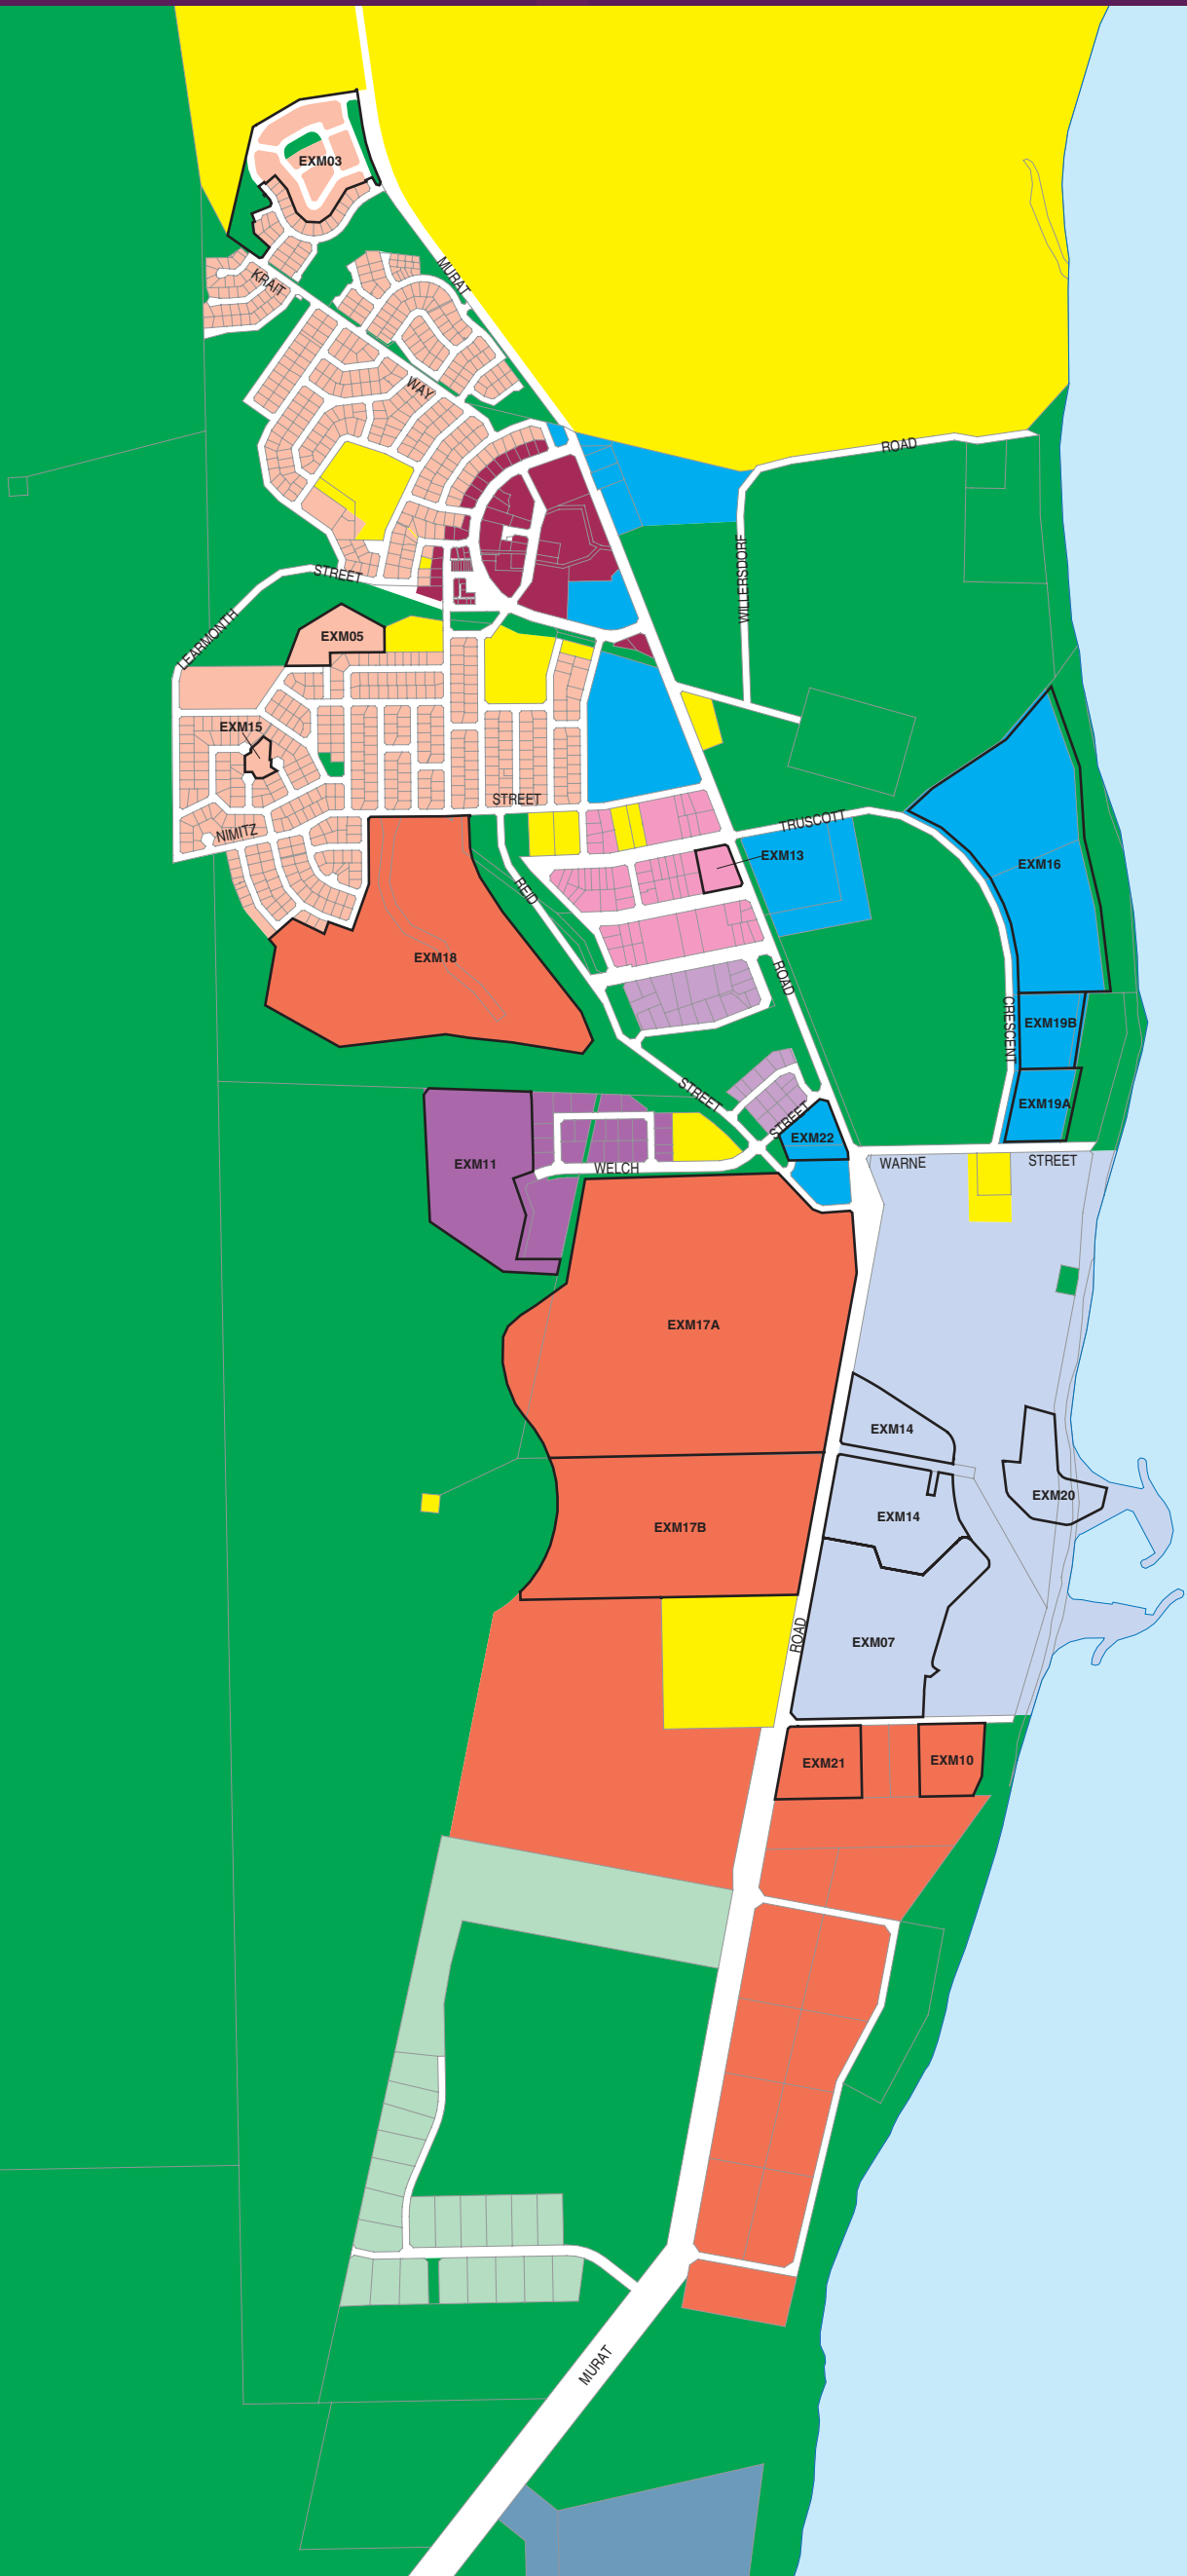 EXM03
MURAT
KRAIT
WAY
ROAD
WILLERSDORF
STREET
LEARMONTH
EXM05
EXM15
STREET
TRUSCOTT
NIMITZ
EXM13
EXM16
REID
EXM18
ROAD
CRESCENT
EXM19B
STREET
EXM19A
STREET
EXM22
EXM11
WELCH
WARNE
STREET
EXM17A
EXM14
EXM20
EXM14
EXM17B
ROAD
EXM07
EXM21
EXM10
MURAT